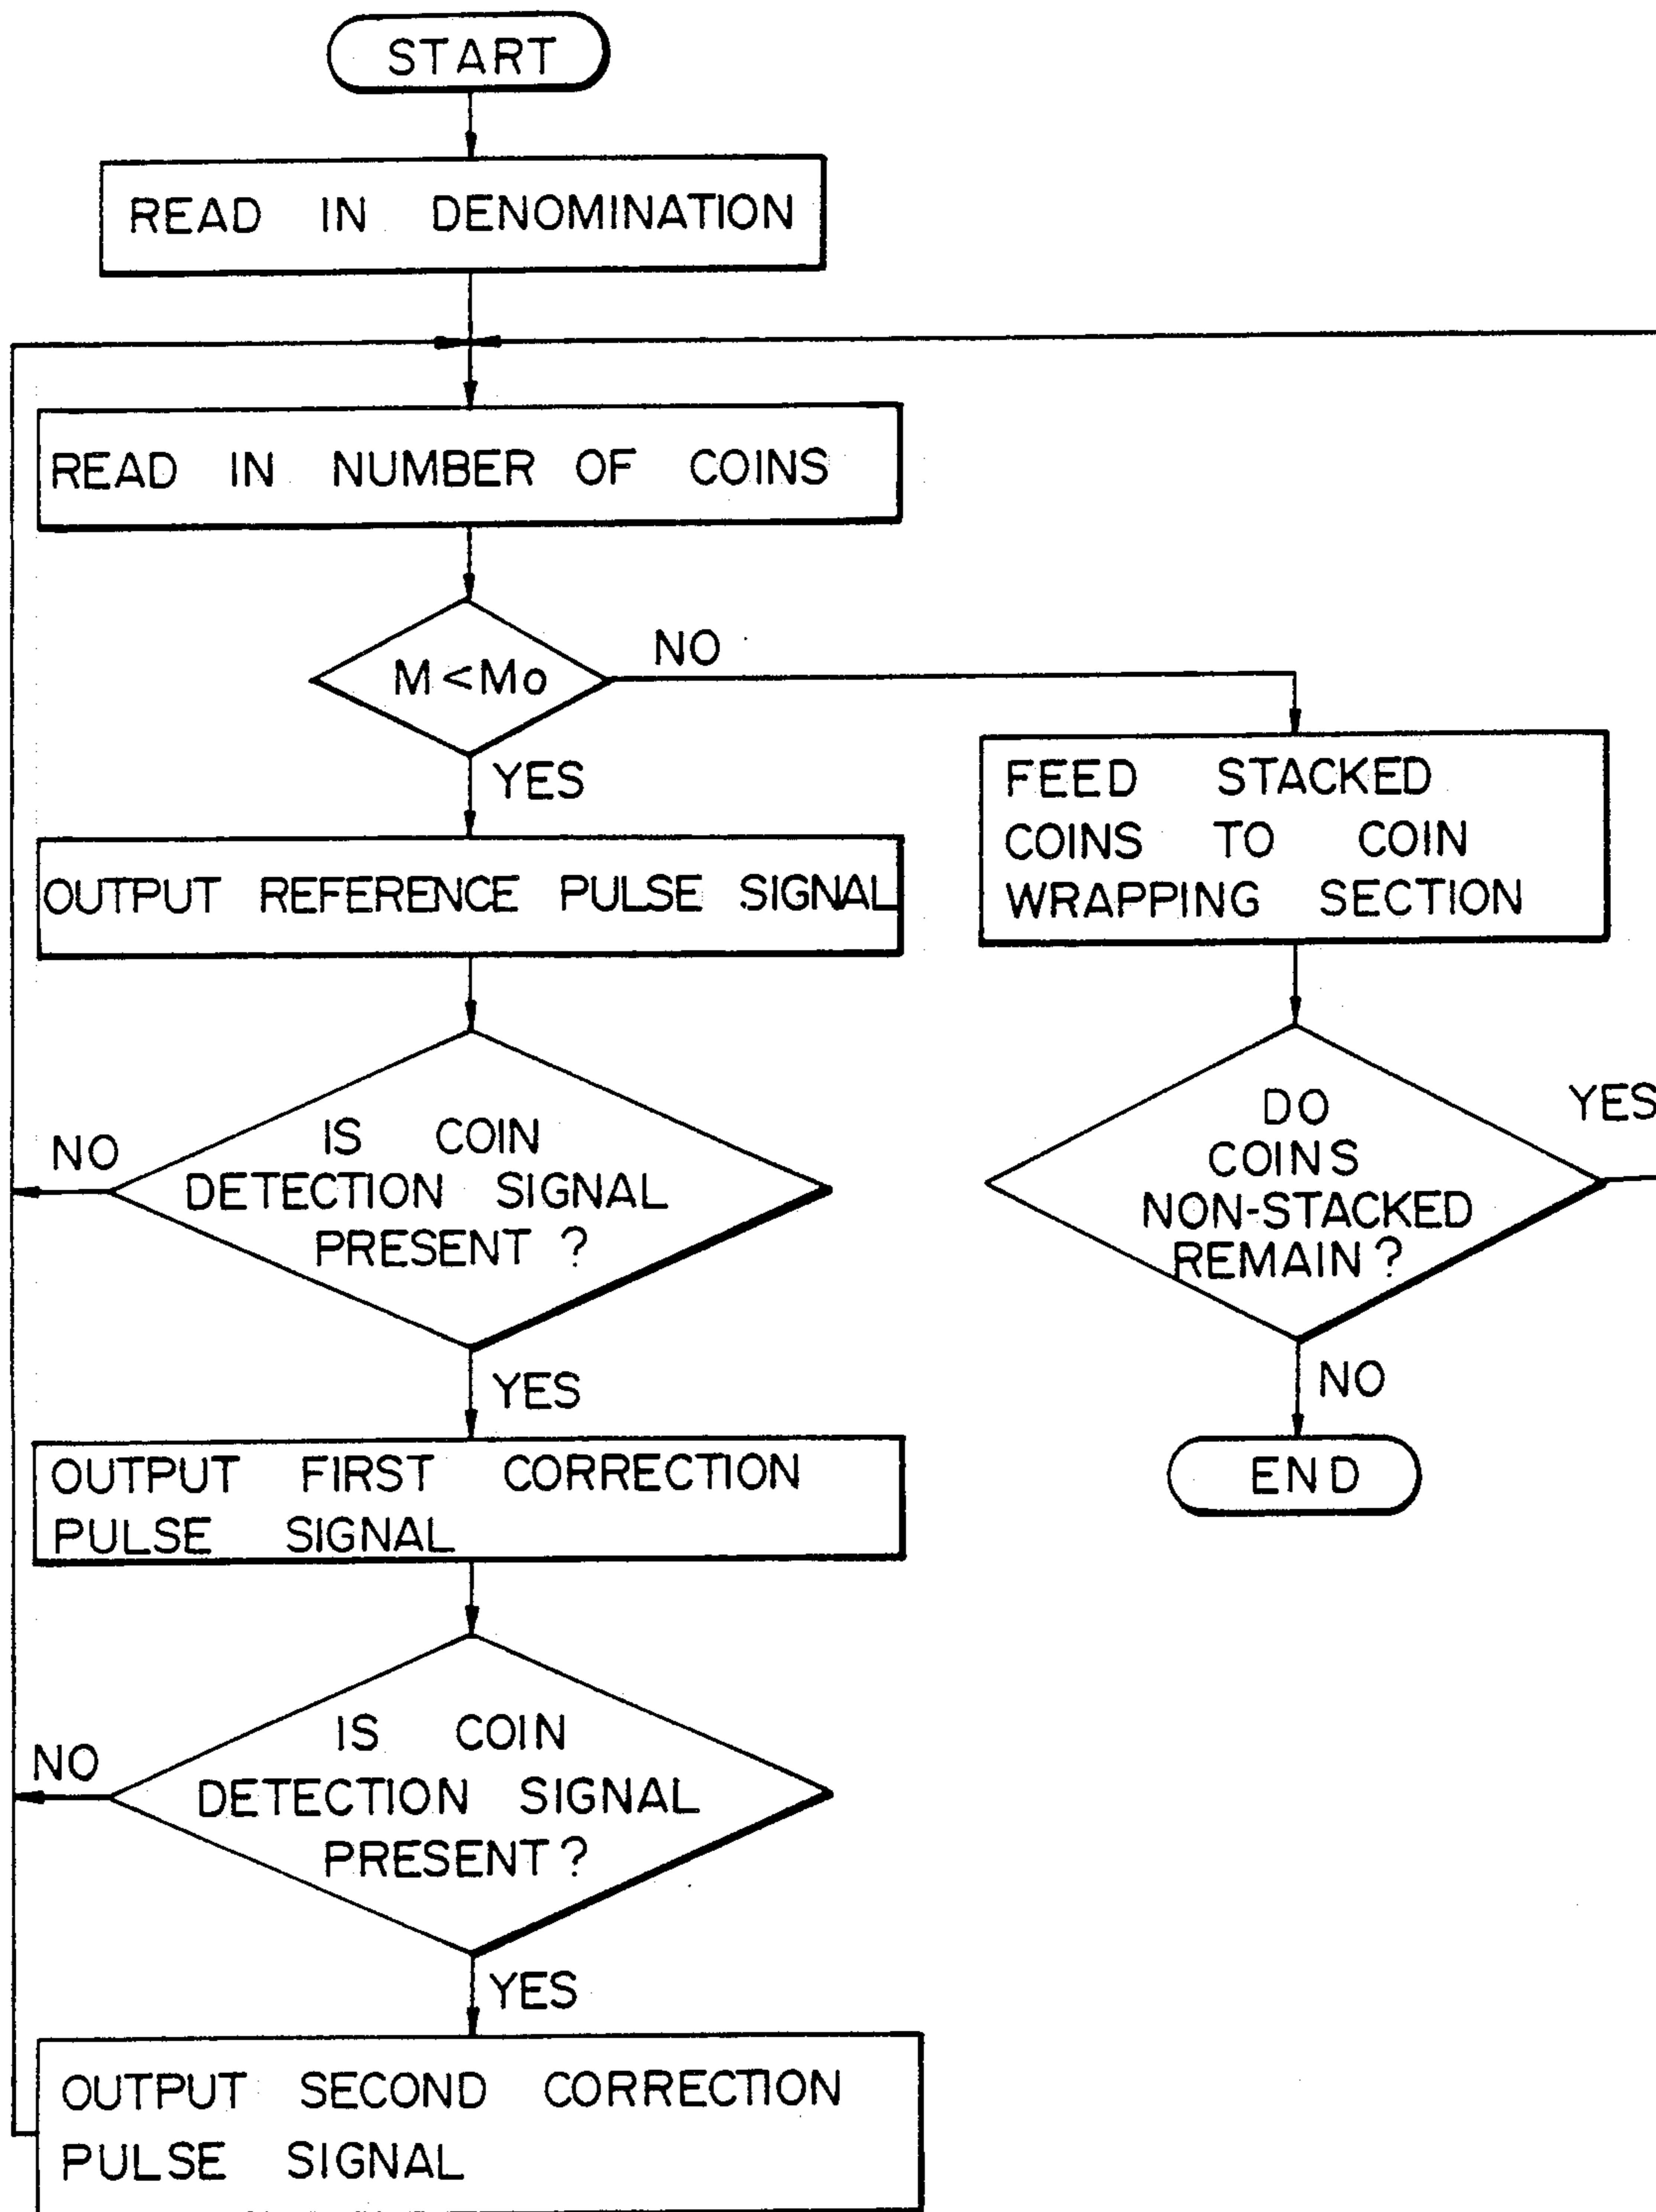 START
READ IN DENOMINATION
READ IN NUMBER OF COINS
M<Mo
NO
YES
OUTPUT REFERENCE PULSE SIGNAL
IS COIN
DETECTION SIGNAL
PRESENT ?
NO
YES
OUTPUT FIRST CORRECTION
PULSE SIGNAL
IS COIN
DETECTION SIGNAL
PRESENT ?
NO
YES
OUTPUT SECOND CORRECTION
PULSE SIGNAL
FEED STACKED
COINS TO COIN
WRAPPING SECTION
DO
COINS
NON-STACKED
REMAIN ?
YES
NO
END